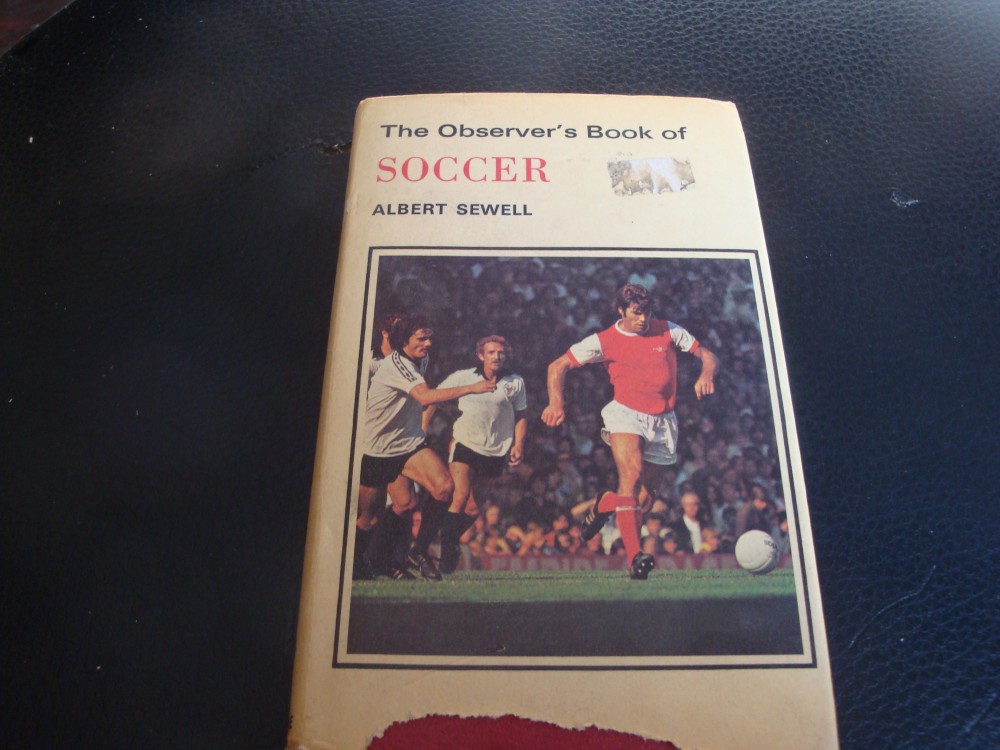 The Observer's Book of
SOCCER
ALBERT SEWELL